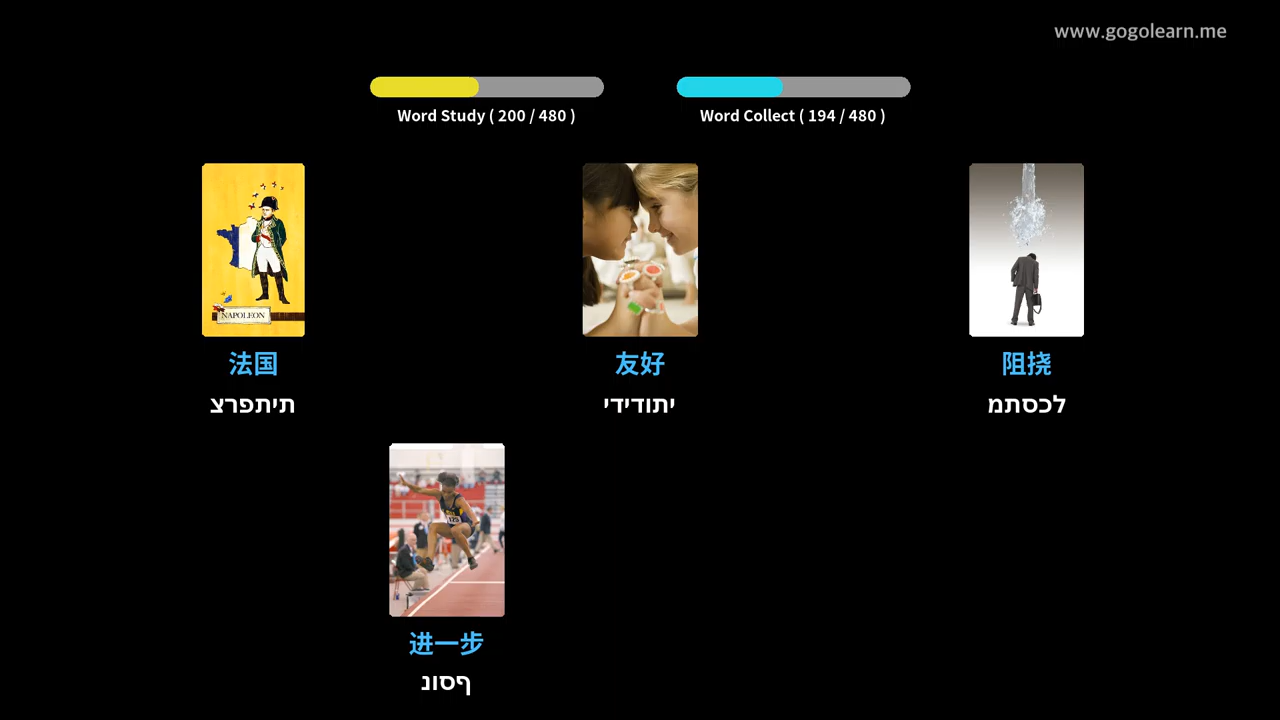 www.gogolearn.me
Word Study ( 200 / 480 )
Word Collect ( 194 / 480 )
NAPOLEON
法国
תיתפרצ
友好
יתודידי
阻挠
לכסתמ
进一步
ףסונ